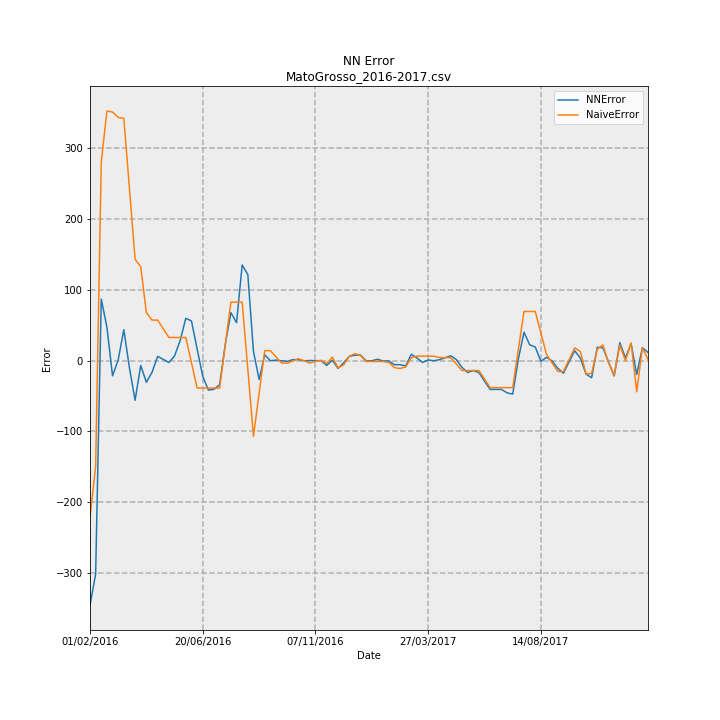 NN Error
MatoGrosso_2016-2017.csv
NNError
NaiveError
300
200
100
0
−100
−200
−300
Error
01/02/2016
20/06/2016
07/11/2016
27/03/2017
14/08/2017
Date